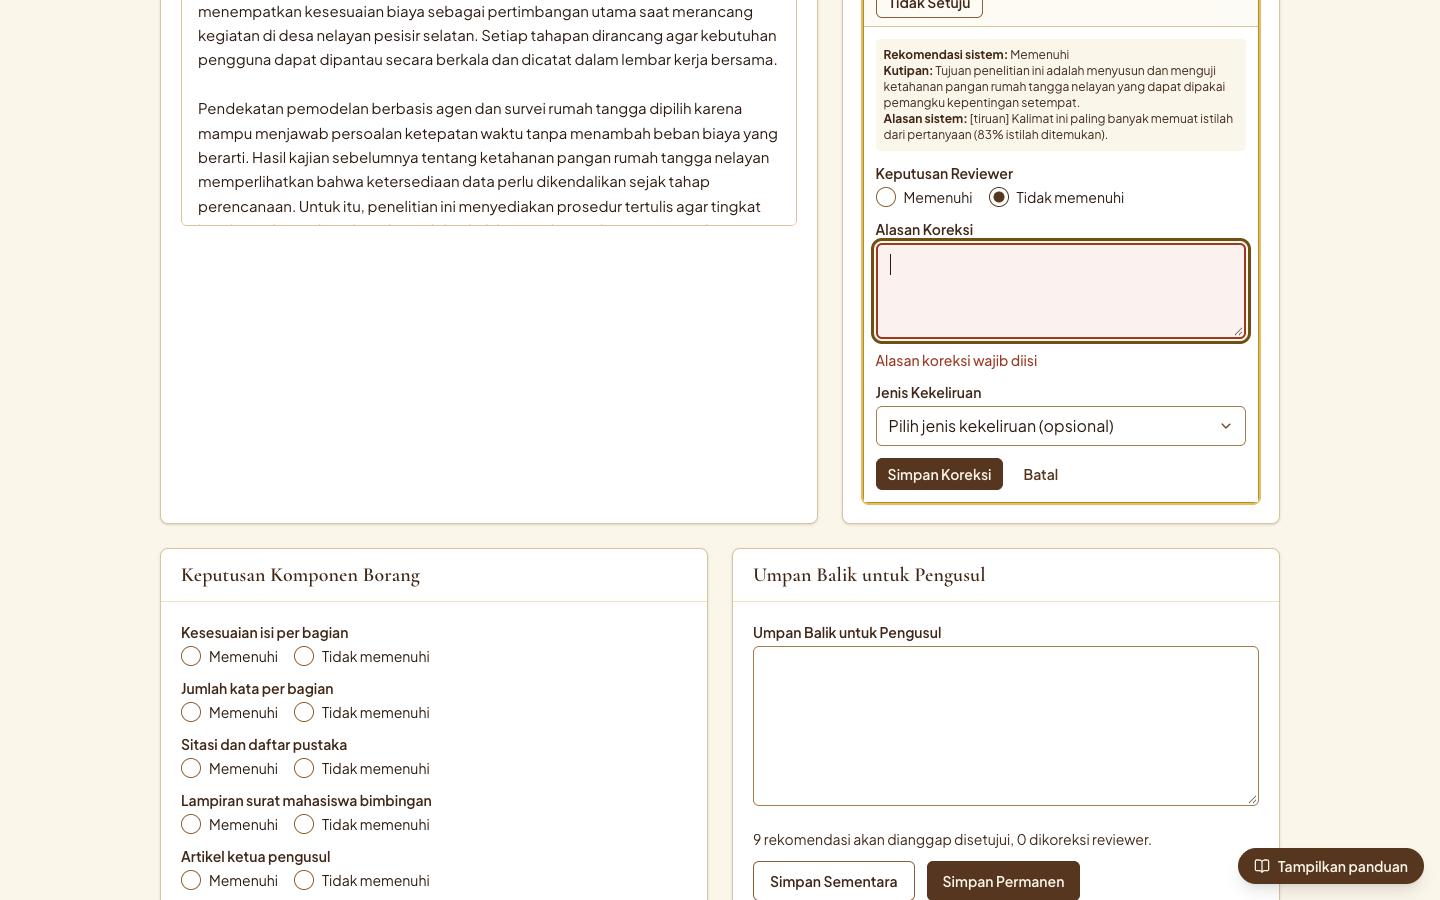 menempatkan kesesuaian biaya sebagai pertimbangan utama saat merancang
kegiatan di desa nelayan pesisir selatan. Setiap tahapan dirancang agar kebutuhan
pengguna dapat dipantau secara berkala dan dicatat dalam lembar kerja bersama.
Pendekatan pemodelan berbasis agen dan survei rumah tangga dipilih karena
mampu menjawab persoalan ketepatan waktu tanpa menambah beban biaya yang
berarti. Hasil kajian sebelumnya tentang ketahanan pangan rumah tangga nelayan
memperlihatkan bahwa ketersediaan data perlu dikendalikan sejak tahap
perencanaan. Untuk itu, penelitian ini menyediakan prosedur tertulis agar tingkat
Tidak Setuju
Rekomendasi sistem: Memenuhi
Kutipan: Tujuan penelitian ini adalah menyusun dan menguji
ketahanan pangan rumah tangga nelayan yang dapat dipakai
pemangku kepentingan setempat.
Alasan sistem: [tiruan] Kalimat ini paling banyak memuat istilah
dari pertanyaan (83% istilah ditemukan).
Keputusan Reviewer
Memenuhi Tidak memenuhi
Alasan Koreksi
Alasan koreksi wajib diisi
Jenis Kekeliruan
Pilih jenis kekeliruan (opsional)
Simpan Koreksi Batal
Keputusan Komponen Borang
Kesesuaian isi per bagian
Memenuhi Tidak memenuhi
Jumlah kata per bagian
Memenuhi Tidak memenuhi
Sitasi dan daftar pustaka
Memenuhi Tidak memenuhi
Lampiran surat mahasiswa bimbingan
Memenuhi Tidak memenuhi
Artikel ketua pengusul
Memenuhi Tidak memenuhi
Umpan Balik untuk Pengusul
Umpan Balik untuk Pengusul
9 rekomendasi akan dianggap disetujui, 0 dikoreksi reviewer.
Simpan Sementara Simpan Permanen
Tampilkan panduan